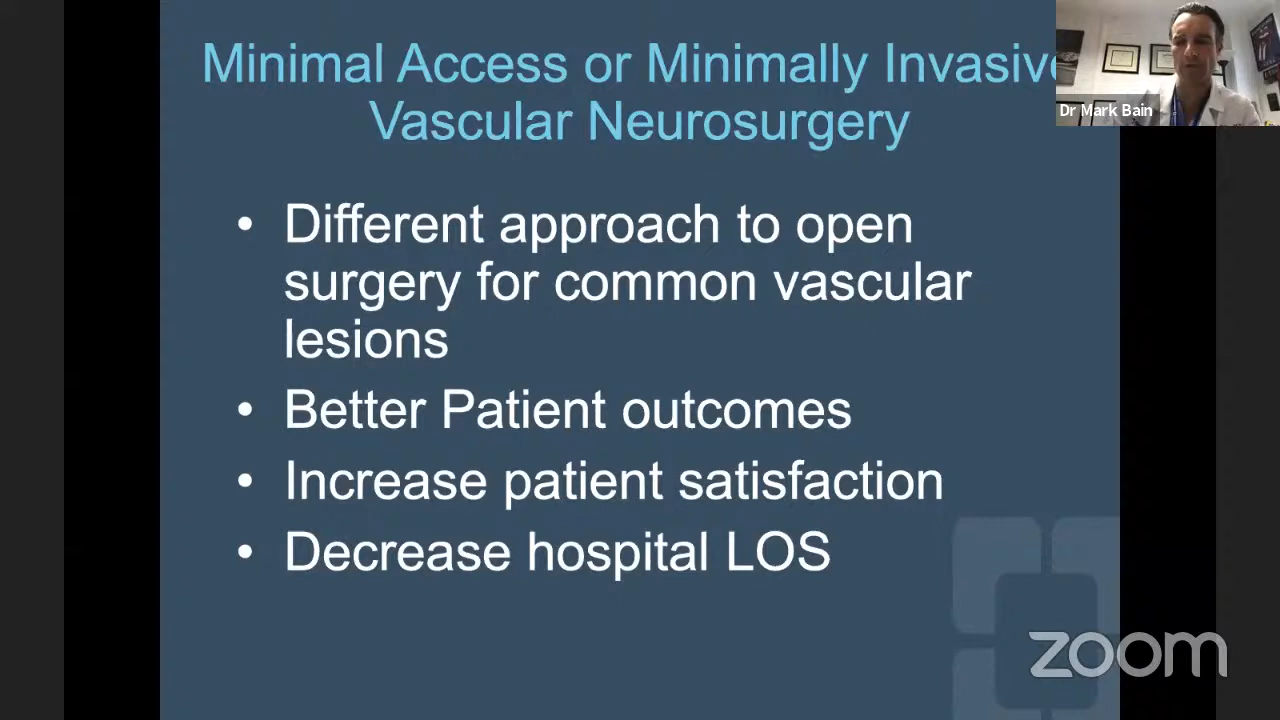 Minimal Access or Minimally Invasive
Vascular Neurosurgery
Dr Mark Bain
• Different approach to open
surgery for common vascular
lesions
• Better Patient outcomes
• Increase patient satisfaction
• Decrease hospital LOS
zoom